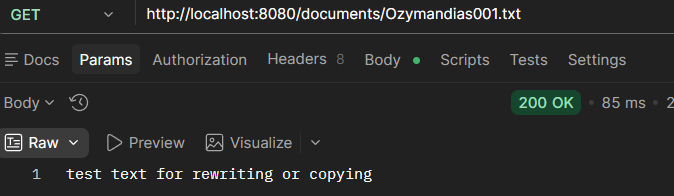 GET http://localhost:8080/documents/Ozymandias001.txt
Docs Params Authorization Headers 8 Body Scripts Tests Settings
Body 200 OK 85 ms 2
Raw Preview Visualize
1 test text for rewriting or copying